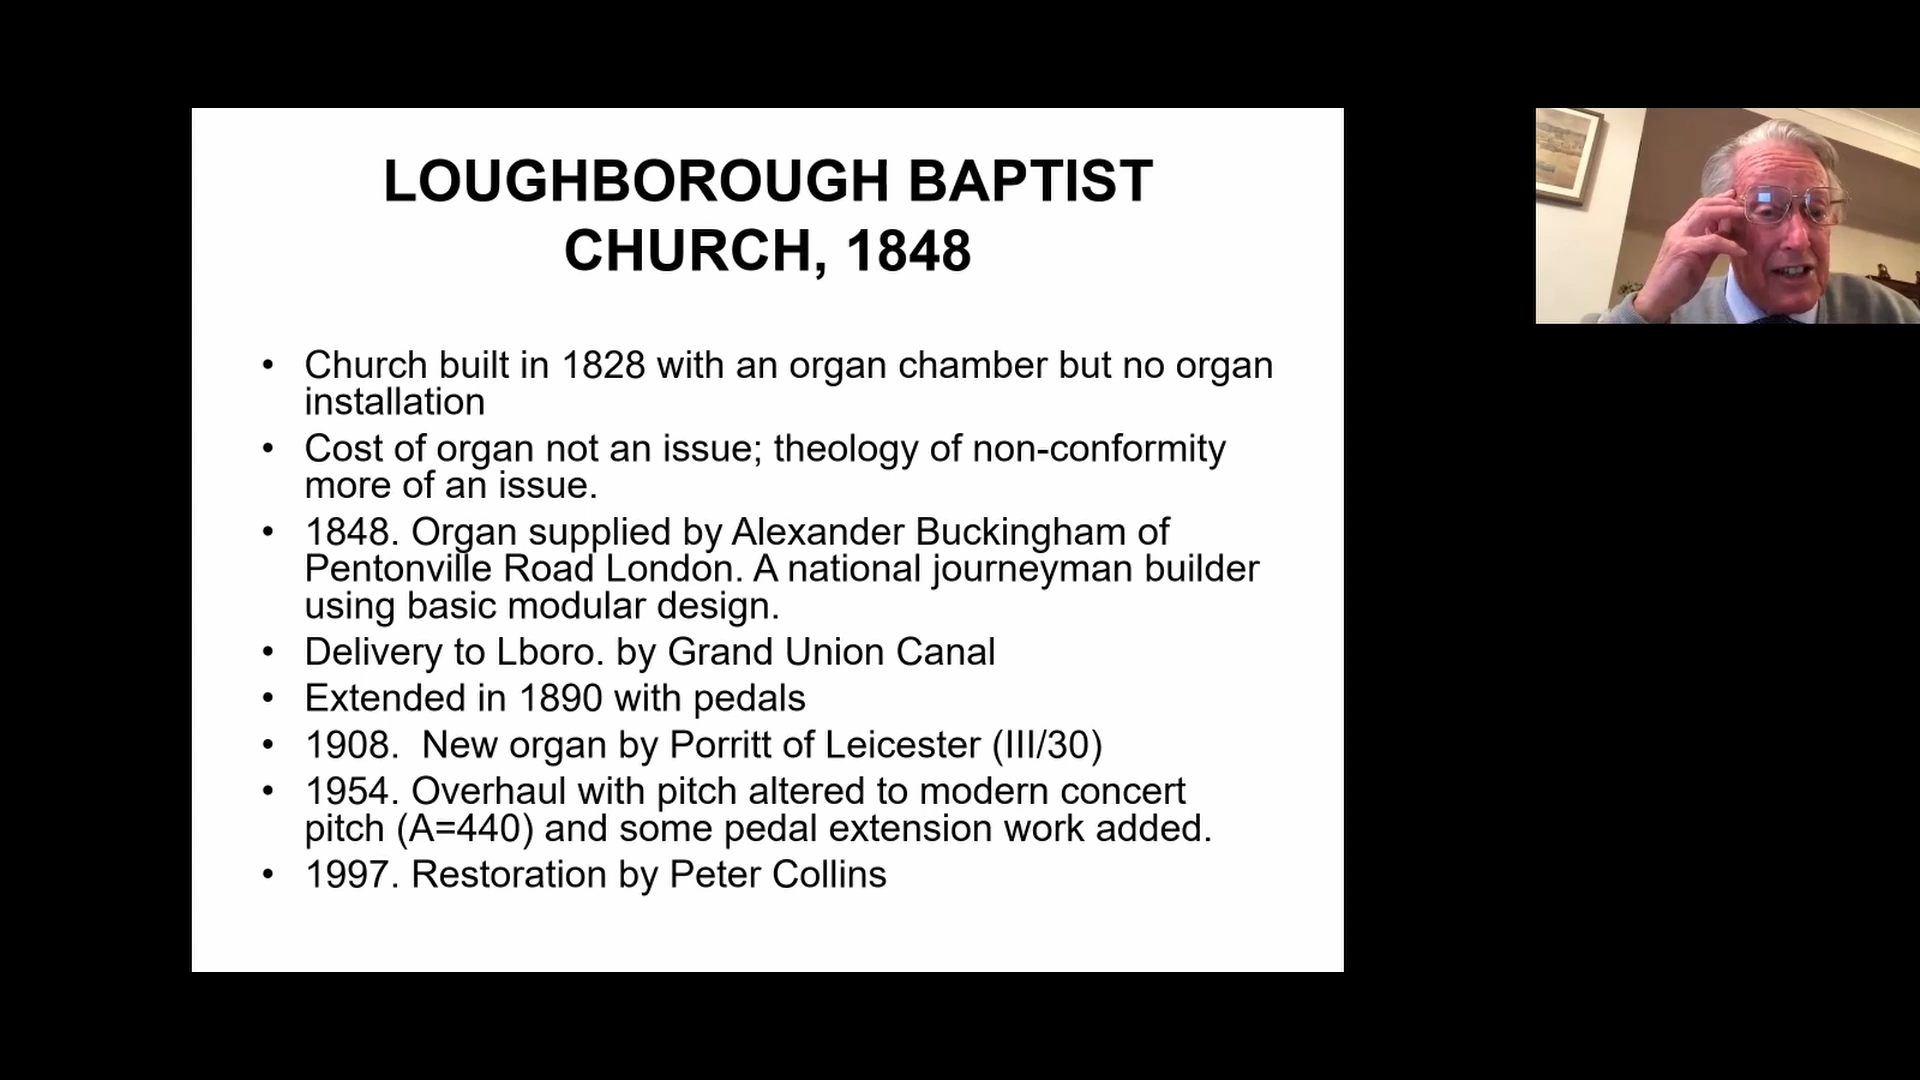 LOUGHBOROUGH BAPTIST
CHURCH, 1848
• Church built in 1828 with an organ chamber but no organ
installation
• Cost of organ not an issue; theology of non-conformity
more of an issue.
• 1848. Organ supplied by Alexander Buckingham of
Pentonville Road London. A national journeyman builder
using basic modular design.
• Delivery to Lboro. by Grand Union Canal
• Extended in 1890 with pedals
• 1908.  New organ by Porritt of Leicester (III/30)
• 1954. Overhaul with pitch altered to modern concert
pitch (A=440) and some pedal extension work added.
• 1997. Restoration by Peter Collins